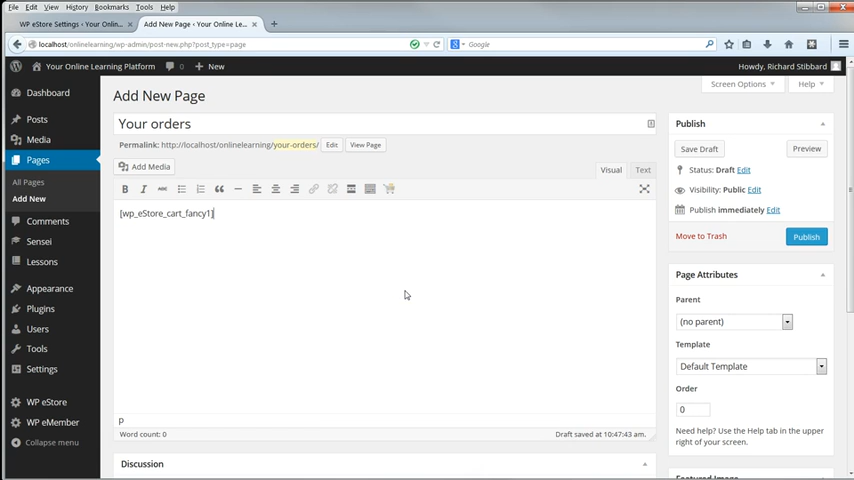 File Edit View History Bookmarks Tools Help
WP eStore Settings ‹ Your Onlin...
Add New Page ‹ Your Online Le...
localhost/onlinelearning/wp-admin/post-new.php?post_type=page
Google
Your Online Learning Platform
0
New
Howdy, Richard Stibbard
Screen Options
Help
Dashboard
Posts
Media
Pages
All Pages
Add New
Comments
Sensei
Lessons
Appearance
Plugins
Users
Tools
Settings
WP eStore
WP eMember
Collapse menu
Add New Page
Your orders
Permalink: http://localhost/onlinelearning/your-orders/ Edit View Page
Add Media
Visual Text
B I ABC
[wp_eStore_cart_fancy1]
p
Word count: 0
Draft saved at 10:47:43 am.
Discussion
Publish
Save Draft
Preview
Status: Draft Edit
Visibility: Public Edit
Publish immediately Edit
Move to Trash
Publish
Page Attributes
Parent
(no parent)
Template
Default Template
Order
0
Need help? Use the Help tab in the upper
right of your screen.
Featured Image